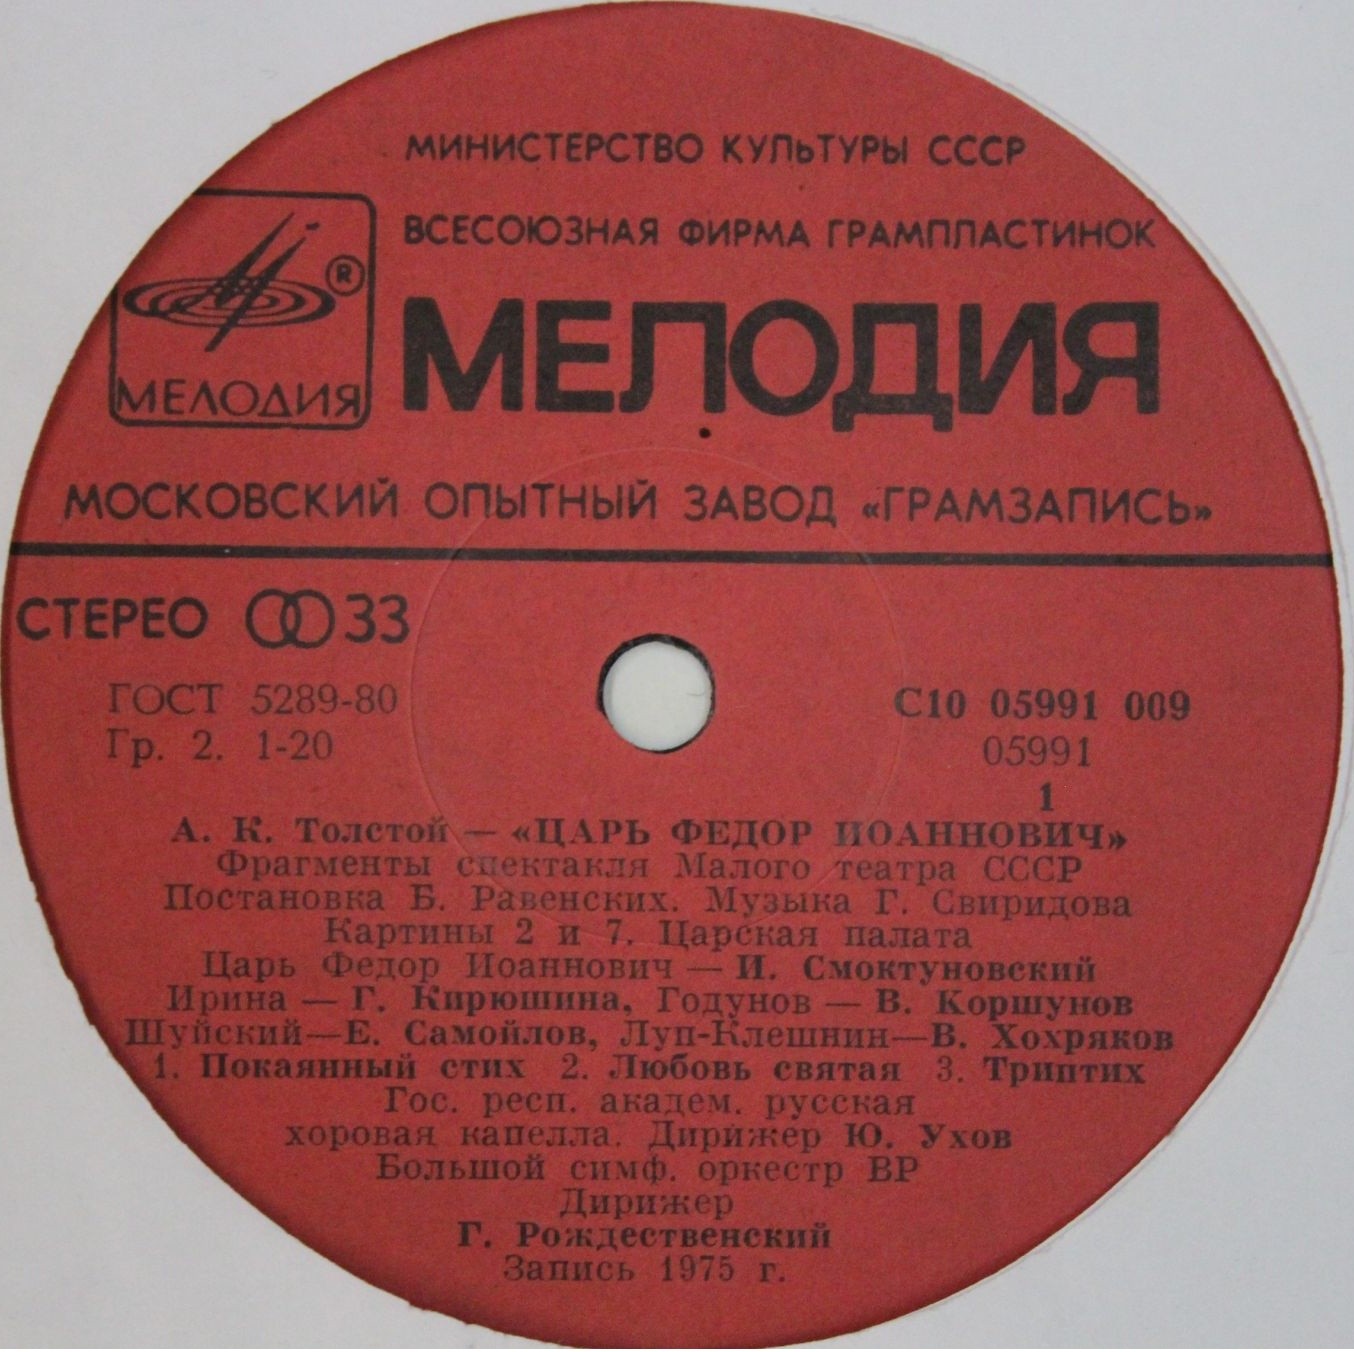 МИНИСТЕРСТВО КУЛЬТУРЫ СССР
ВСЕСОЮЗНАЯ ФИРМА ГРАМПЛАСТИНОК
®
МЕЛОДИЯ
МЕЛОДИЯ
МОСКОВСКИЙ ОПЫТНЫЙ ЗАВОД «ГРАМЗАПИСЬ»
СТЕРЕО 33
ГОСТ 5289-80
Гр. 2. 1-20
С10 05991 009
05991
1
А. К. Толстой — «ЦАРЬ ФЕДОР ИОАННОВИЧ»
Фрагменты спектакля Малого театра СССР
Постановка Б. Равенских. Музыка Г. Свиридова
Картины 2 и 7. Царская палата
Царь Федор Иоаннович — И. Смоктуновский
Ирина — Г. Кирюшина, Годунов — В. Коршунов
Шуйский—Е. Самойлов, Луп-Клешнин—В. Хохряков
1. Покаянный стих 2. Любовь святая 3. Триптих
Гос. респ. академ. русская
хоровая капелла. Дирижер Ю. Ухов
Большой симф. оркестр ВР
Дирижер
Г. Рождественский
Запись 1975 г.